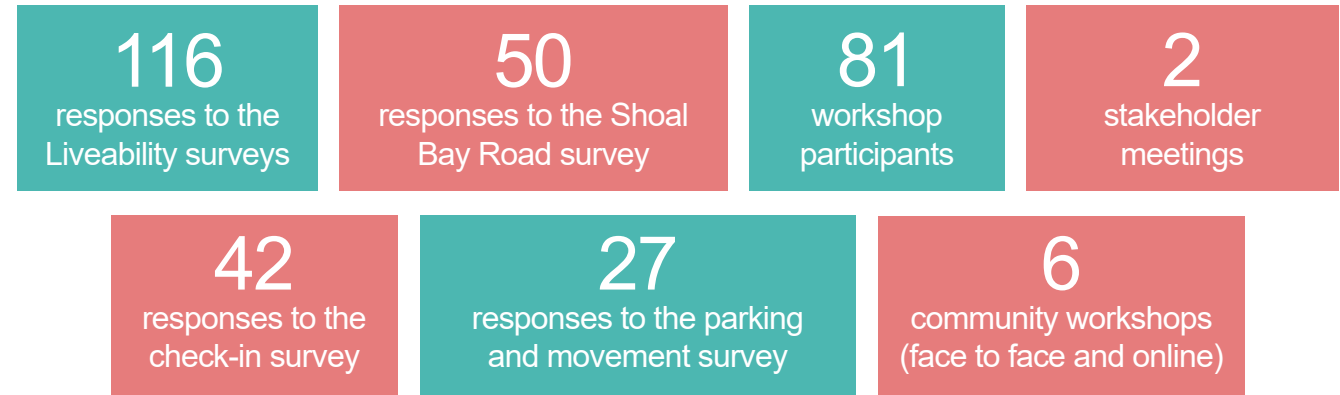 116
responses to the
Liveability surveys
50
responses to the Shoal
Bay Road survey
81
workshop
participants
2
stakeholder
meetings
42
responses to the
check-in survey
27
responses to the parking
and movement survey
6
community workshops
(face to face and online)